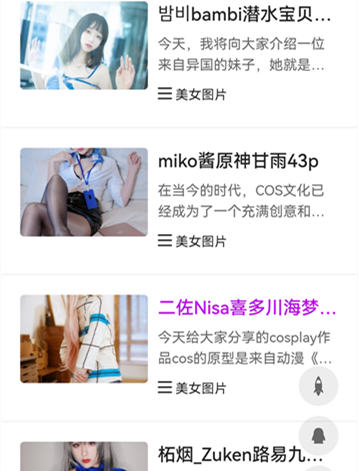 밤비bambi潜水宝贝...
今天，我将向大家介绍一位
来自异国的妹子，她就是...
美女图片
miko酱原神甘雨43p
在当今的时代，COS文化已
经成为了一个充满创意和...
美女图片
二佐Nisa喜多川海梦...
今天给大家分享的cosplay作
品cos的原型是来自动漫《...
美女图片
柘烟_Zuken路易九...